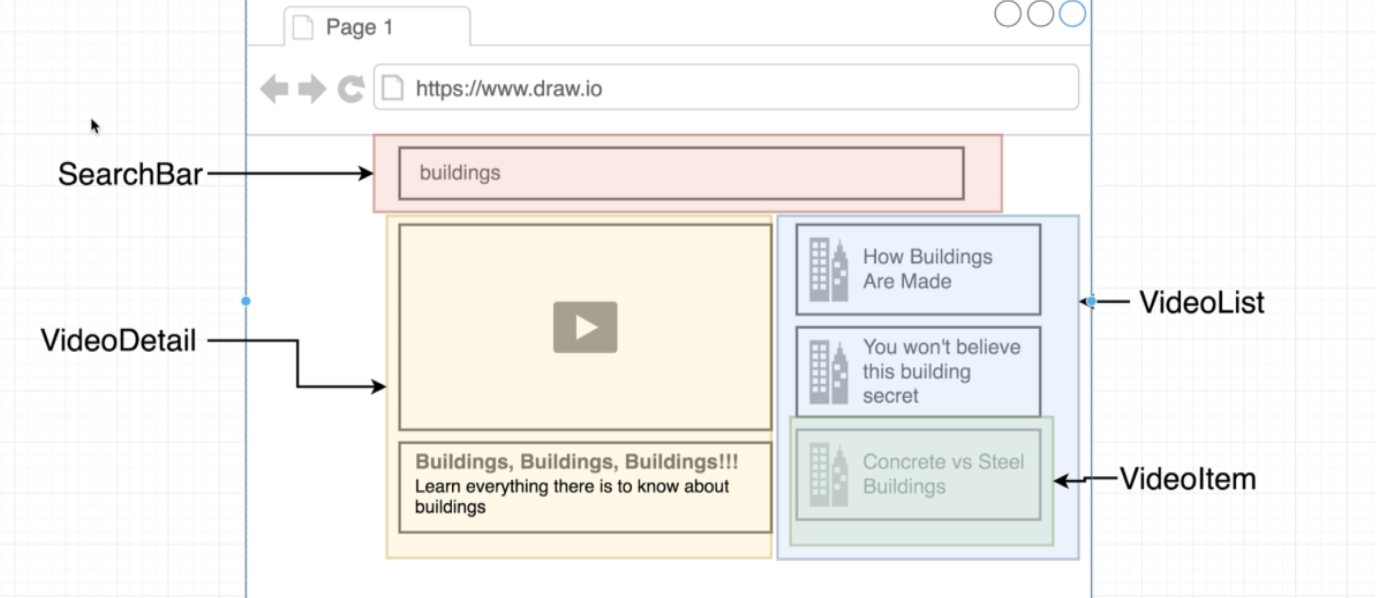 Page 1
https://www.draw.io
SearchBar
buildings
VideoDetail
Buildings, Buildings, Buildings!!!
Learn everything there is to know about
buildings
How Buildings
Are Made
You won't believe
this building
secret
Concrete vs Steel
Buildings
VideoList
VideoItem